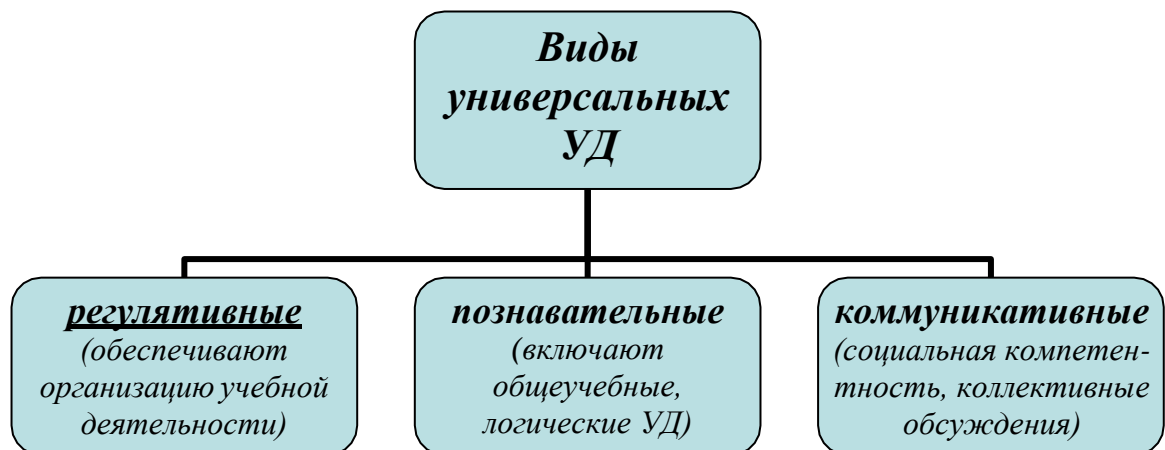 Виды
универсальных
УД
регулятивные
(обеспечивают
организацию учебной
деятельности)
познавательные
(включают
общеучебные,
логические УД)
коммуникативные
(социальная компетен-
тность, коллективные
обсуждения)